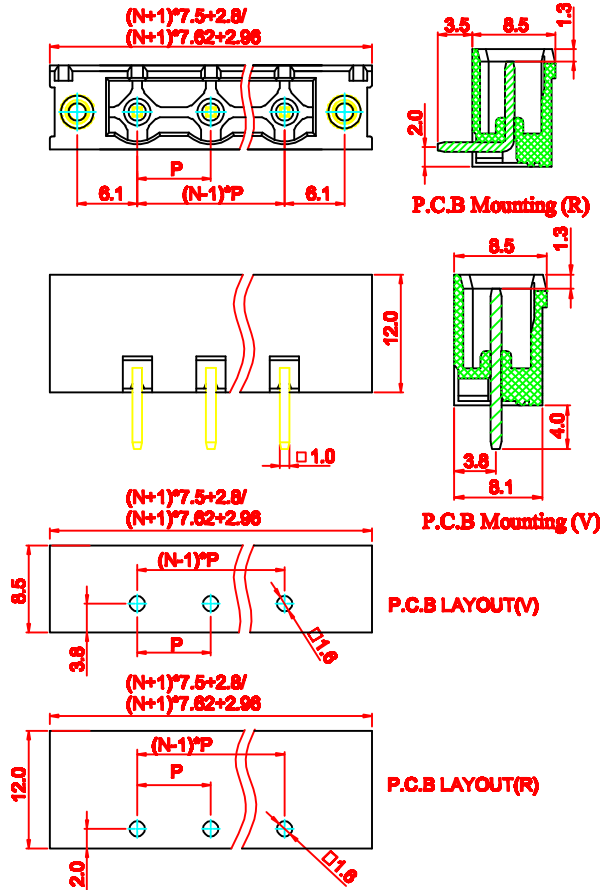 (N+1)*7.5+2.8/
(N+1)*7.62+2.96
3.5
8.5
1.3
2.0
P
6.1
(N-1)*P
6.1
P.C.B Mounting (R)
8.5
1.3
12.0
4.0
□1.0
3.8
8.1
(N+1)*7.5+2.8/
(N+1)*7.62+2.96
P.C.B Mounting (V)
(N-1)*P
8.5
P.C.B LAYOUT(V)
3.8
P
□1.6
(N+1)*7.5+2.8/
(N+1)*7.62+2.96
(N-1)*P
P
12.0
P.C.B LAYOUT(R)
2.0
□1.6